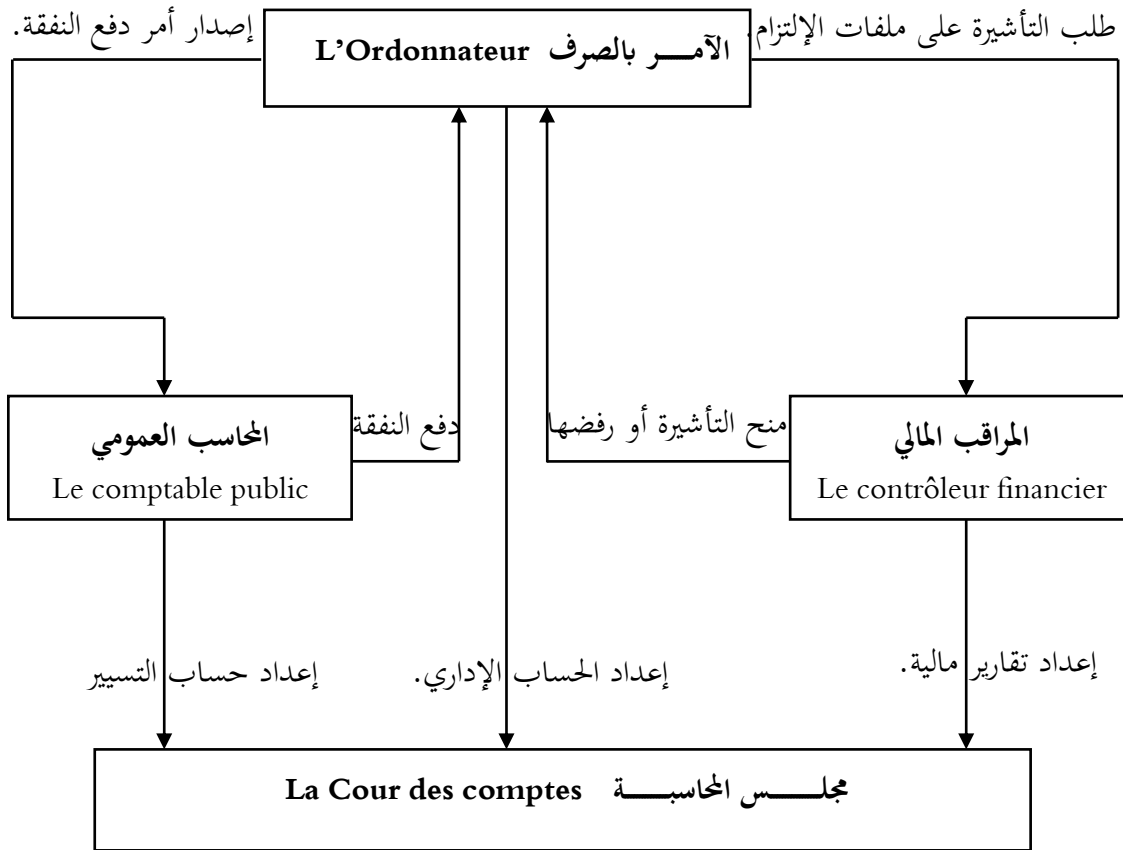 طلب التأشيرة على ملفات الإلتزام.
الآمـــر بالصرف L'Ordonnateur
إصدار أمر دفع النفقة.
المراقب المالي
Le contrôleur financier
منح التأشيرة أو رفضها
دفع النفقة
المحاسب العمومي
Le comptable public
إعداد تقارير مالية.
إعداد الحساب الإداري.
إعداد حساب التسيير
مجلـــــس المحاسبـــــة La Cour des comptes